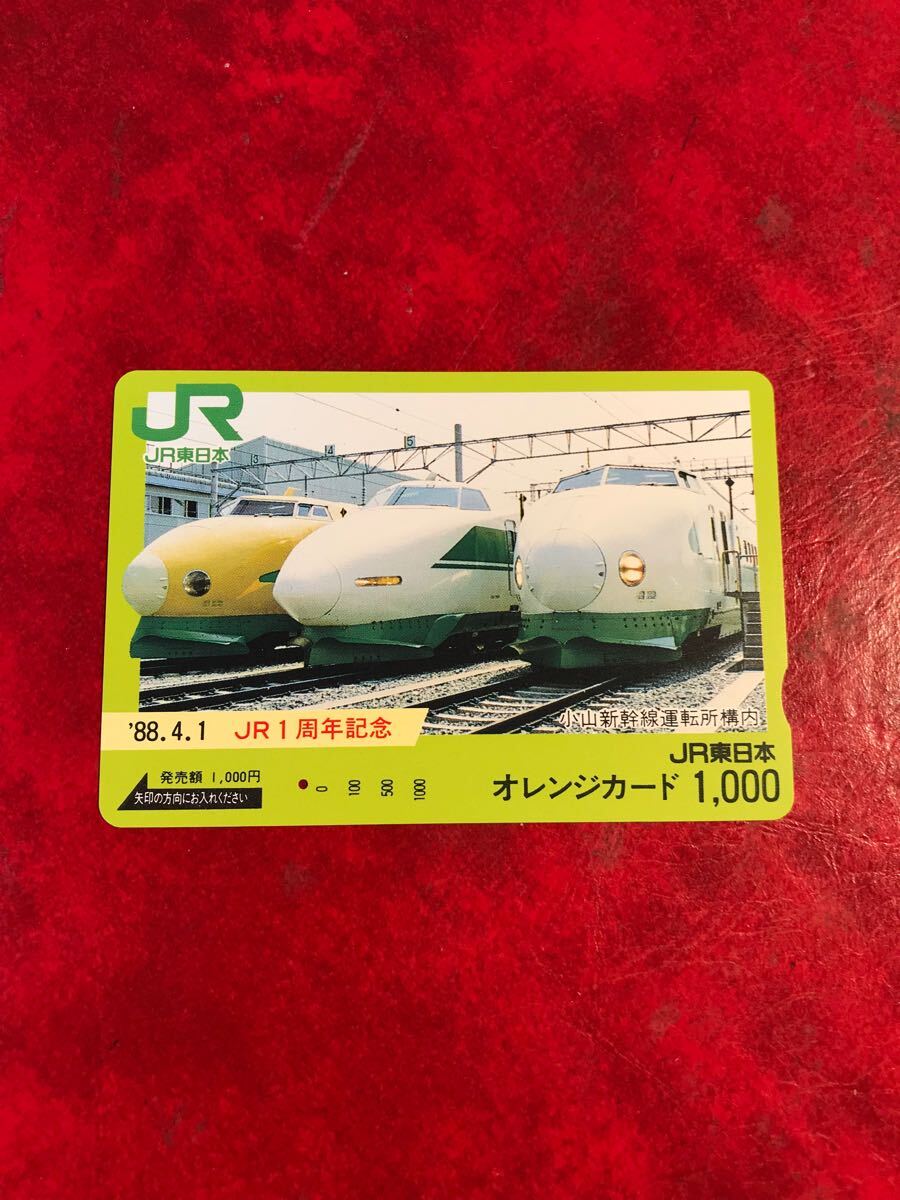 JR
JR東日本
3 4 5
小山新幹線運転所構内
'88.4.1 JR1周年記念
JR東日本
発売額 1,000円
矢印の方向にお入れください
0 100 500 1000
オレンジカード 1,000